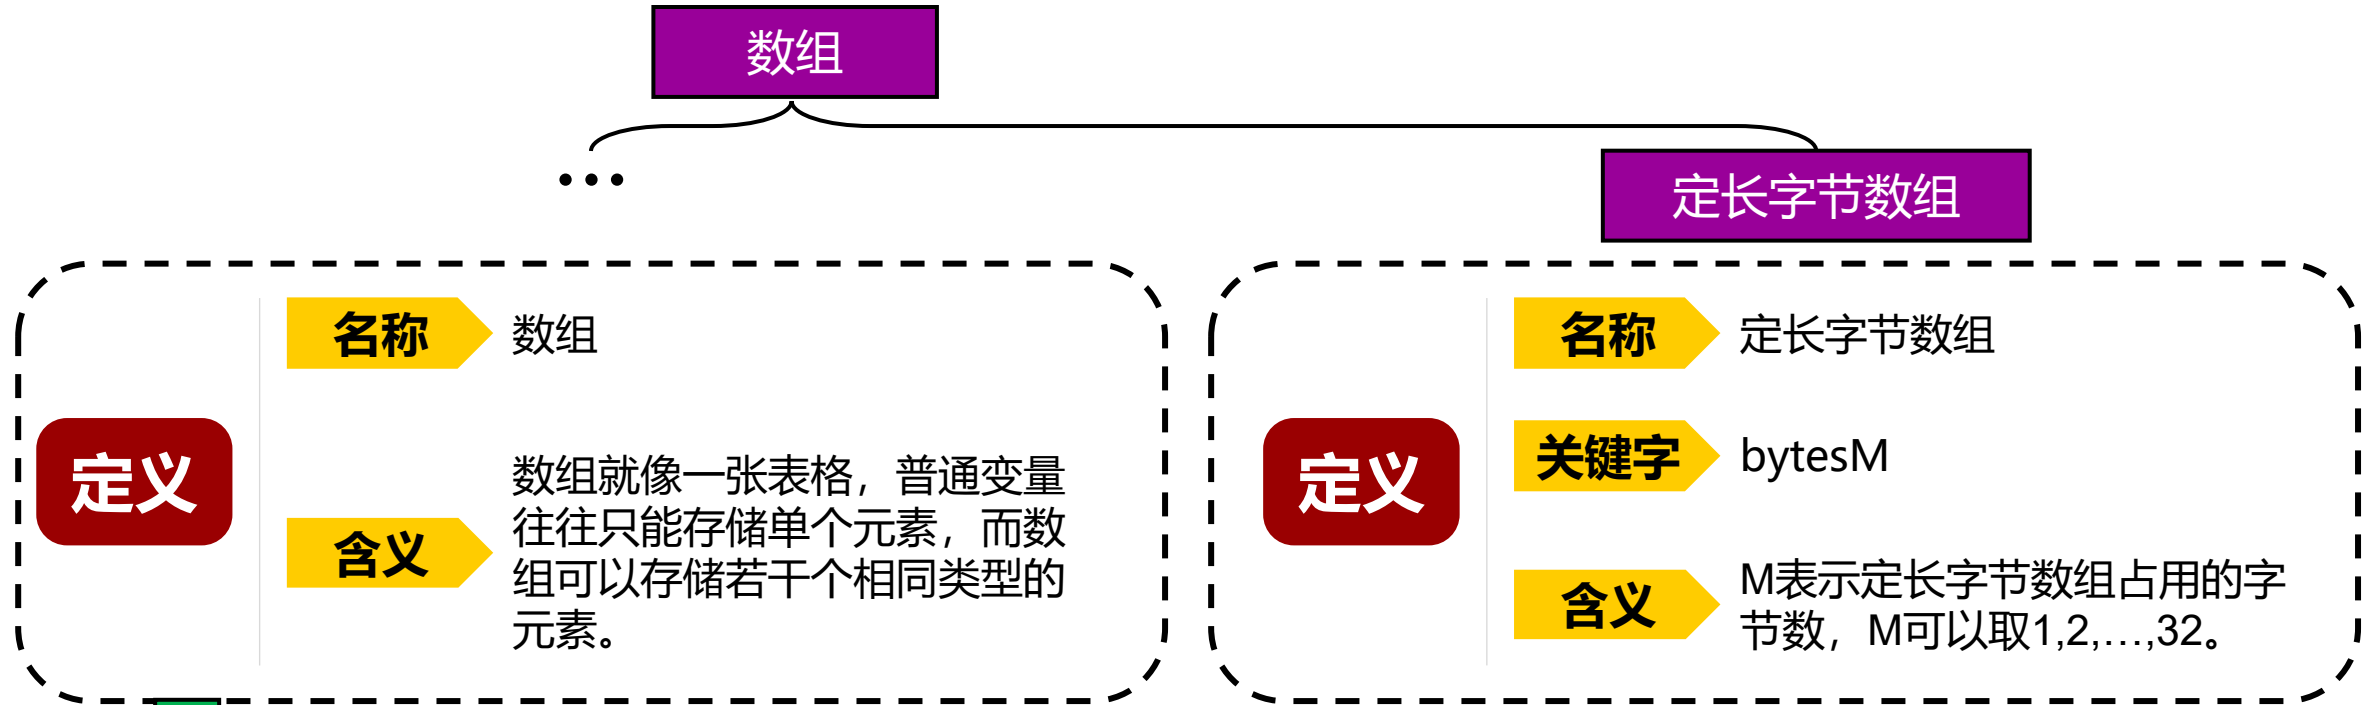 数组
...
定长字节数组
定义
名称
数组
含义
数组就像一张表格，普通变量
往往只能存储单个元素，而数
组可以存储若干个相同类型的
元素。
定义
名称
定长字节数组
关键字
bytesM
含义
M表示定长字节数组占用的字
节数，M可以取1,2,…,32。